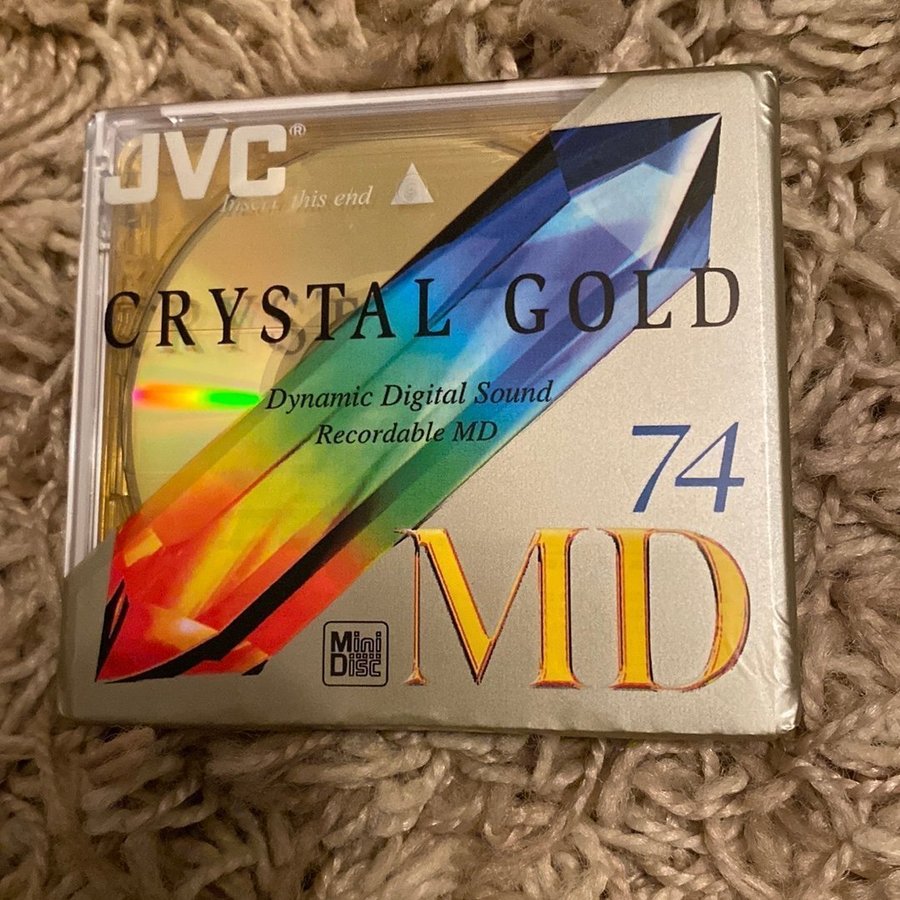 JVC®
Insert this end
CRYSTAL GOLD
Dynamic Digital Sound
Recordable MD
74
MD
Mini
Disc